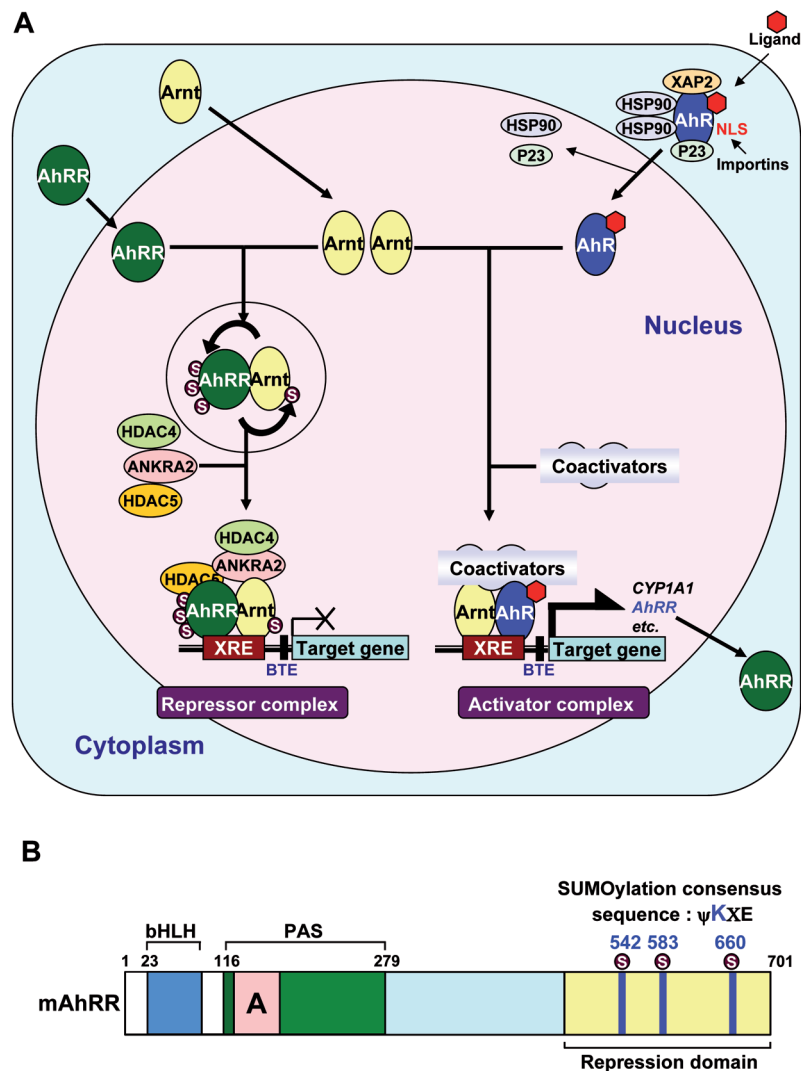 A
Ligand
XAP2
Arnt
HSP90
HSP90
AhR
NLS
HSP90
P23
P23
Importins
AhRR
AhRR
Arnt
Arnt
AhR
Nucleus
S
S
S
AhRR
Arnt
S
HDAC4
ANKRA2
HDAC5
Coactivators
HDAC4
ANKRA2
HDAC5
AhRR
Arnt
S
S
S
S
XRE
BTE
Target gene
Coactivators
Arnt
AhR
XRE
BTE
Target gene
CYP1A1
AhRR
etc.
AhRR
Repressor complex
Activator complex
Cytoplasm
B
SUMOylation consensus
sequence : ψKXE
bHLH
PAS
542 583 660
1 23 116 279 S S S 701
mAhRR
A
Repression domain